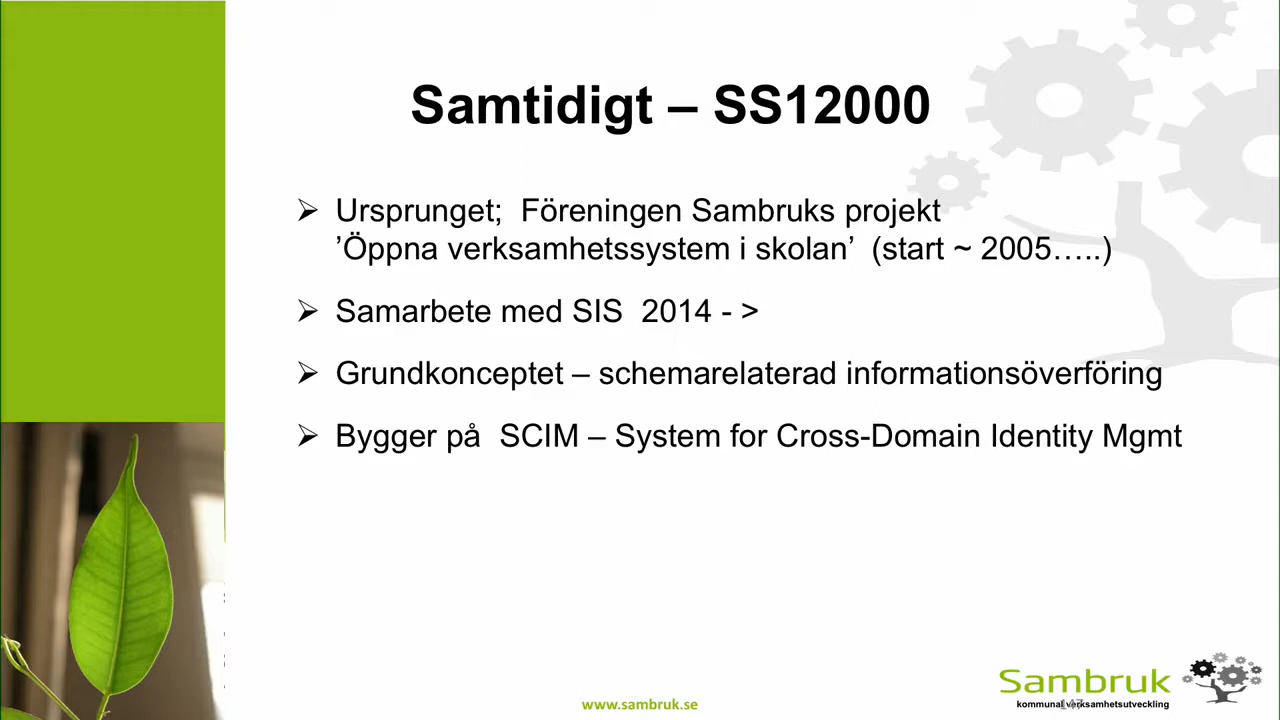 Samtidigt – SS12000
➢ Ursprunget;  Föreningen Sambruks projekt
’Öppna verksamhetssystem i skolan’  (start ~ 2005…..)
➢ Samarbete med SIS  2014 - >
➢ Grundkonceptet – schemarelaterad informationsöverföring
➢ Bygger på  SCIM – System for Cross-Domain Identity Mgmt
Sambruk
kommunal verksamhetsutveckling
www.sambruk.se